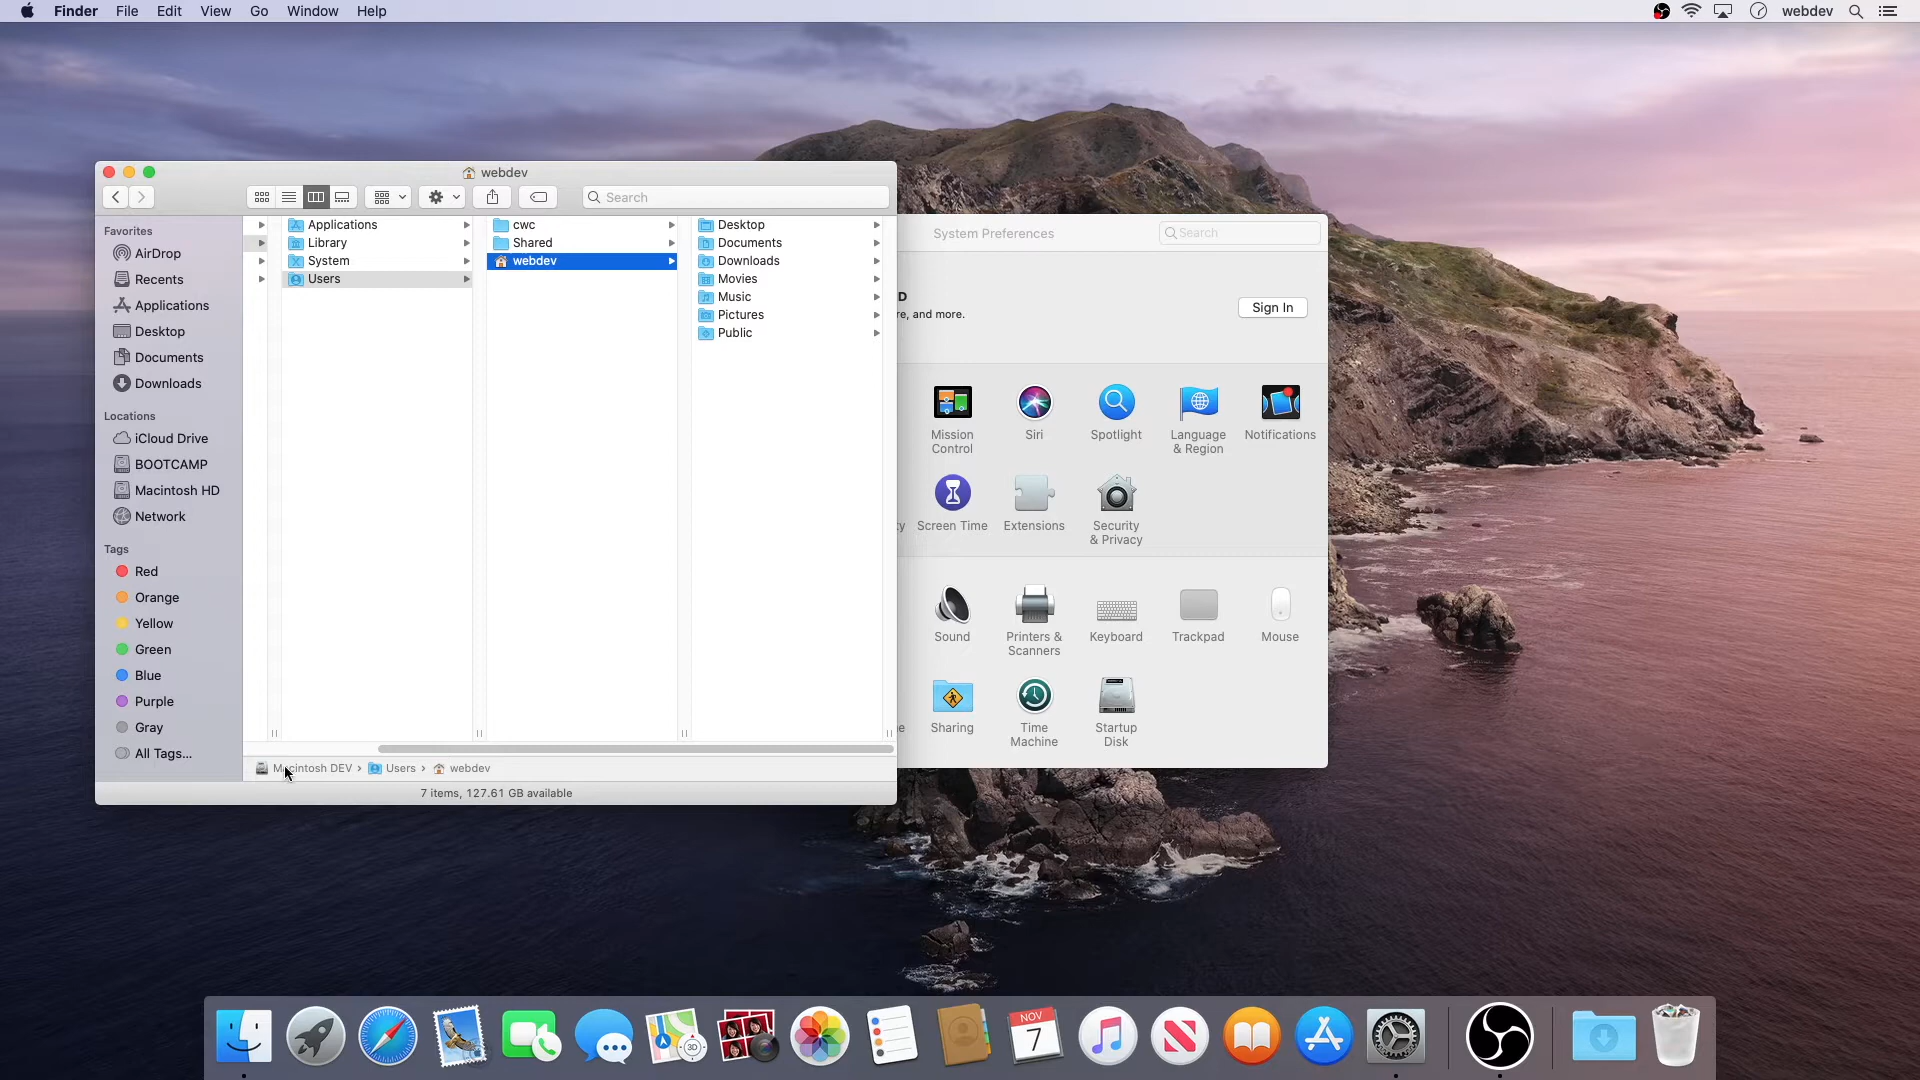 Finder File Edit View Go Window Help
webdev
webdev
Search
Favorites
AirDrop
Recents
Applications
Desktop
Documents
Downloads
Locations
iCloud Drive
BOOTCAMP
Macintosh HD
Network
Tags
Red
Orange
Yellow
Green
Blue
Purple
Gray
All Tags...
Applications
Library
System
Users
cwc
Shared
webdev
Desktop
Documents
Downloads
Movies
Music
Pictures
Public
Macintosh DEV › Users › webdev
7 items, 127.61 GB available
System Preferences
Search
D
re, and more.
Sign In
Mission
Control
Siri
Spotlight
Language
& Region
Notifications
ty
Screen Time
Extensions
Security
& Privacy
Sound
Printers &
Scanners
Keyboard
Trackpad
Mouse
e
Sharing
Time
Machine
Startup
Disk
3D
NOV
7